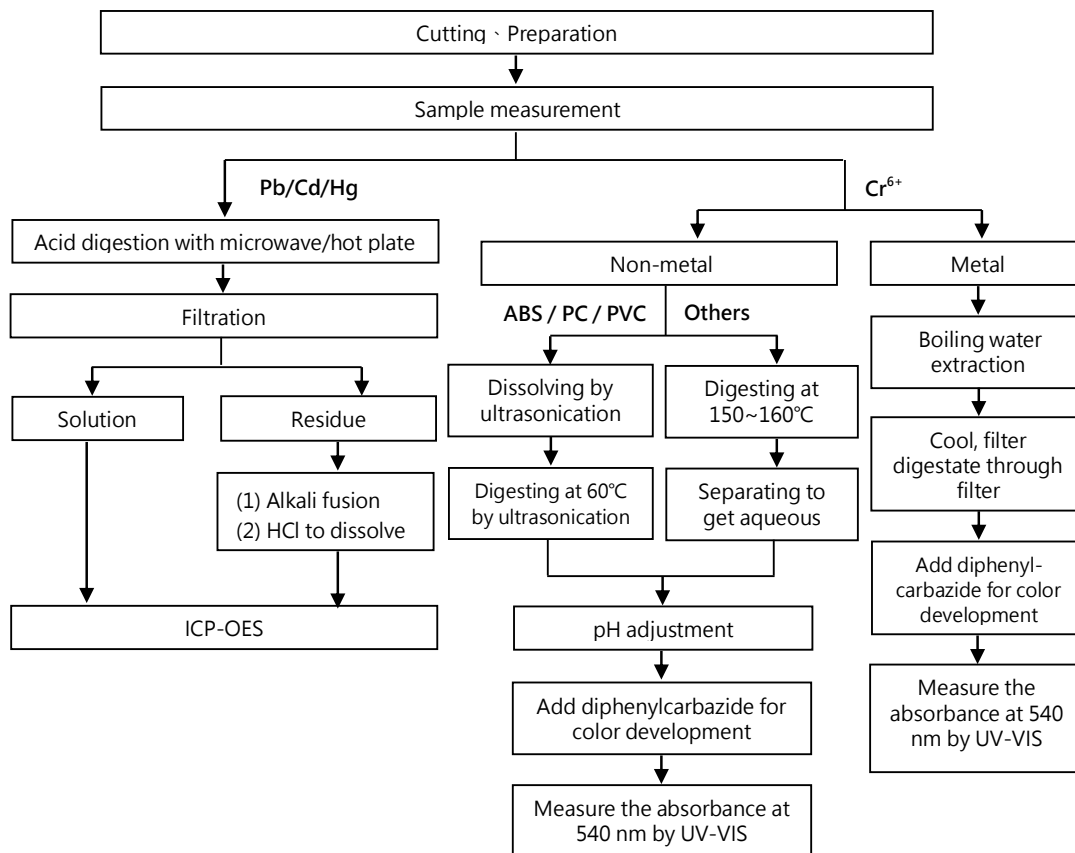 Cutting、Preparation
Sample measurement
Pb/Cd/Hg
Cr⁶⁺
Acid digestion with microwave/hot plate
Non-metal
Metal
Filtration
ABS / PC / PVC
Others
Boiling water
extraction
Solution
Residue
Dissolving by
ultrasonication
Digesting at
150~160℃
Cool, filter
digestate through
filter
(1) Alkali fusion
(2) HCl to dissolve
Digesting at 60℃
by ultrasonication
Separating to
get aqueous
Add diphenyl-
carbazide for color
development
ICP-OES
pH adjustment
Measure the
absorbance at 540
nm by UV-VIS
Add diphenylcarbazide for
color development
Measure the absorbance at
540 nm by UV-VIS